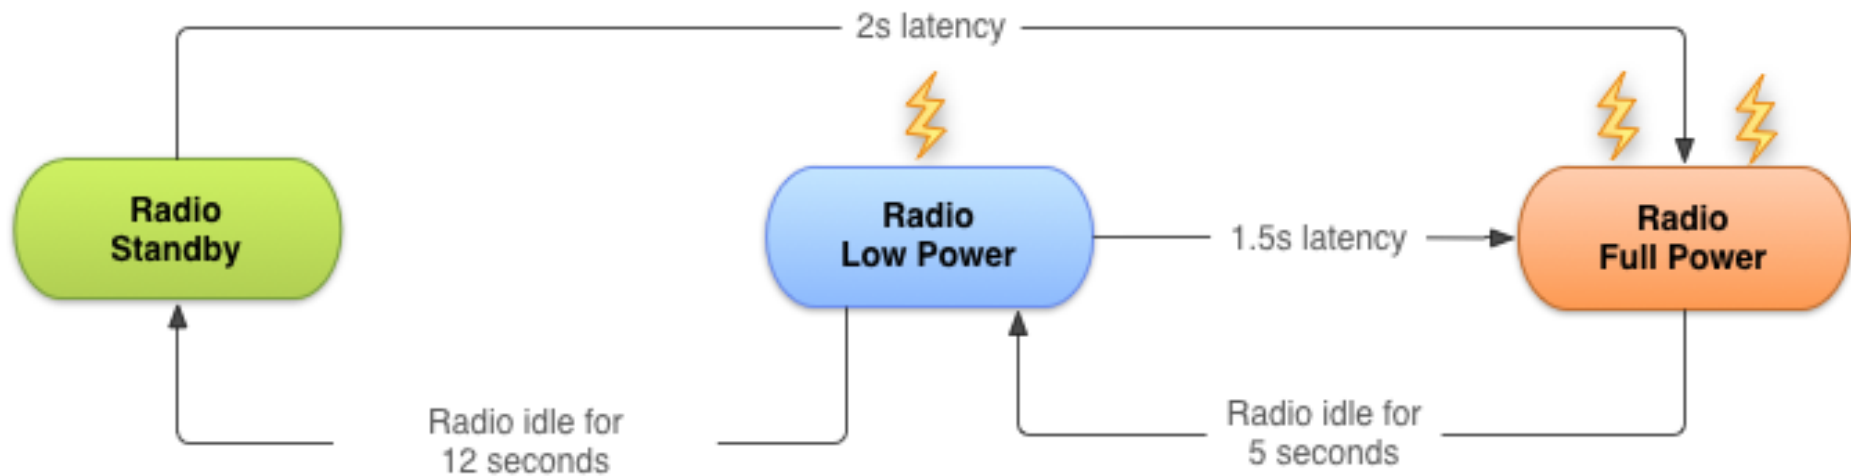 2s latency
Radio
Standby
Radio
Low Power
1.5s latency
Radio
Full Power
Radio idle for
12 seconds
Radio idle for
5 seconds